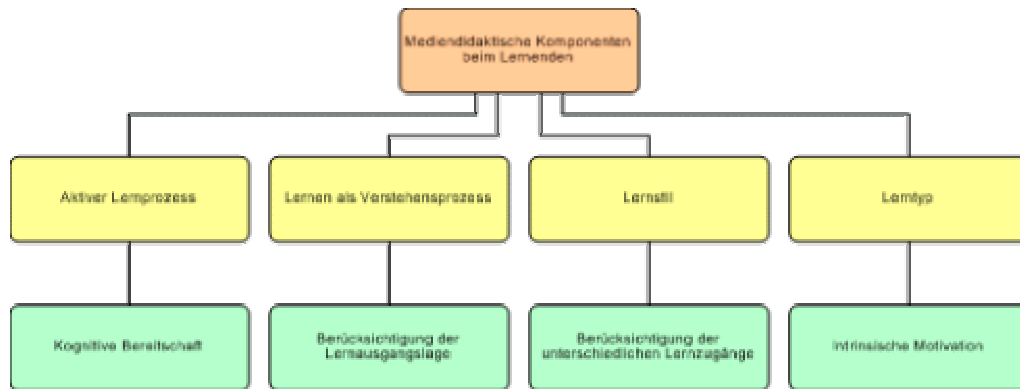 Mediendidaktische Komponenten
beim Lernenden
Aktiver Lernprozess
Lernen als Verstehensprozess
Lernstil
Lerntyp
Kognitive Bereitschaft
Berücksichtigung der
Lernausgangslage
Berücksichtigung der
unterschiedlichen Lernzugänge
Intrinsische Motivation